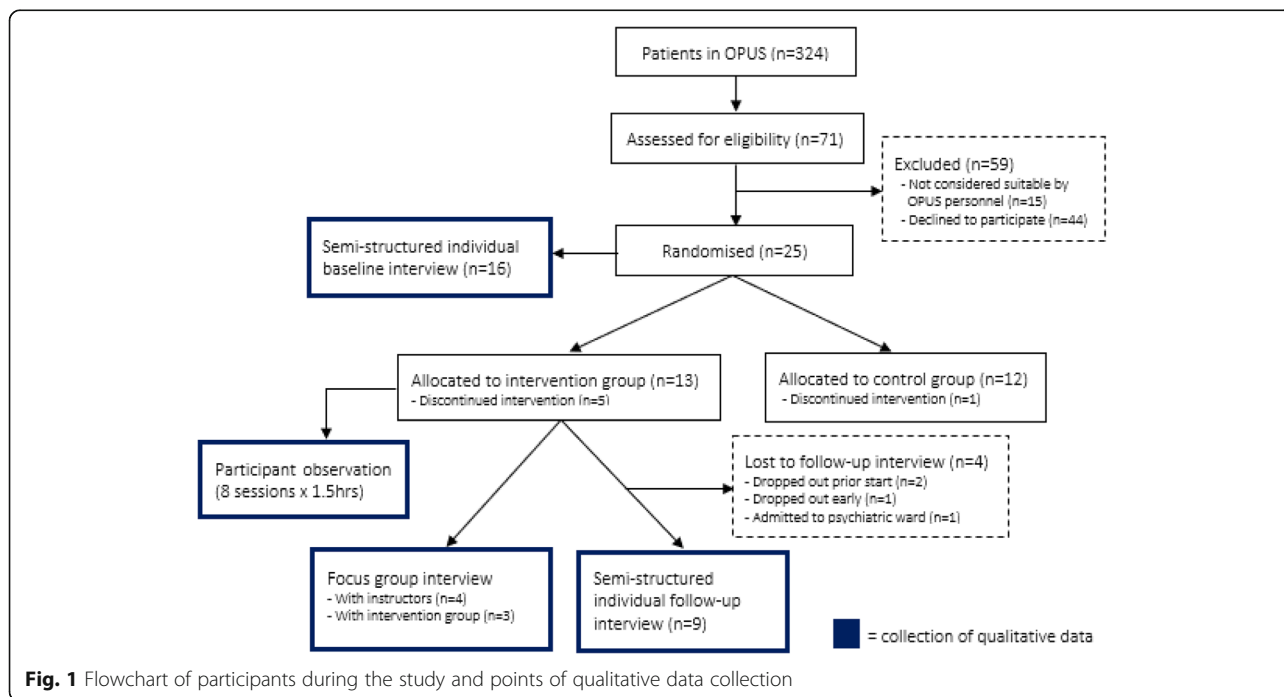 Patients in OPUS (n=324)
Assessed for eligibility (n=71)
Excluded (n=59)
- Not considered suitable by
OPUS personnel (n=15)
- Declined to participate (n=44)
Semi-structured individual
baseline interview (n=16)
Randomised (n=25)
Allocated to intervention group (n=13)
- Discontinued intervention (n=5)
Allocated to control group (n=12)
- Discontinued intervention (n=1)
Participant observation
(8 sessions x 1.5hrs)
Lost to follow-up interview (n=4)
- Dropped out prior start (n=2)
- Dropped out early (n=1)
- Admitted to psychiatric ward (n=1)
Focus group interview
- With instructors (n=4)
- With intervention group (n=3)
Semi-structured
individual follow-up
interview (n=9)
= collection of qualitative data
Fig. 1 Flowchart of participants during the study and points of qualitative data collection